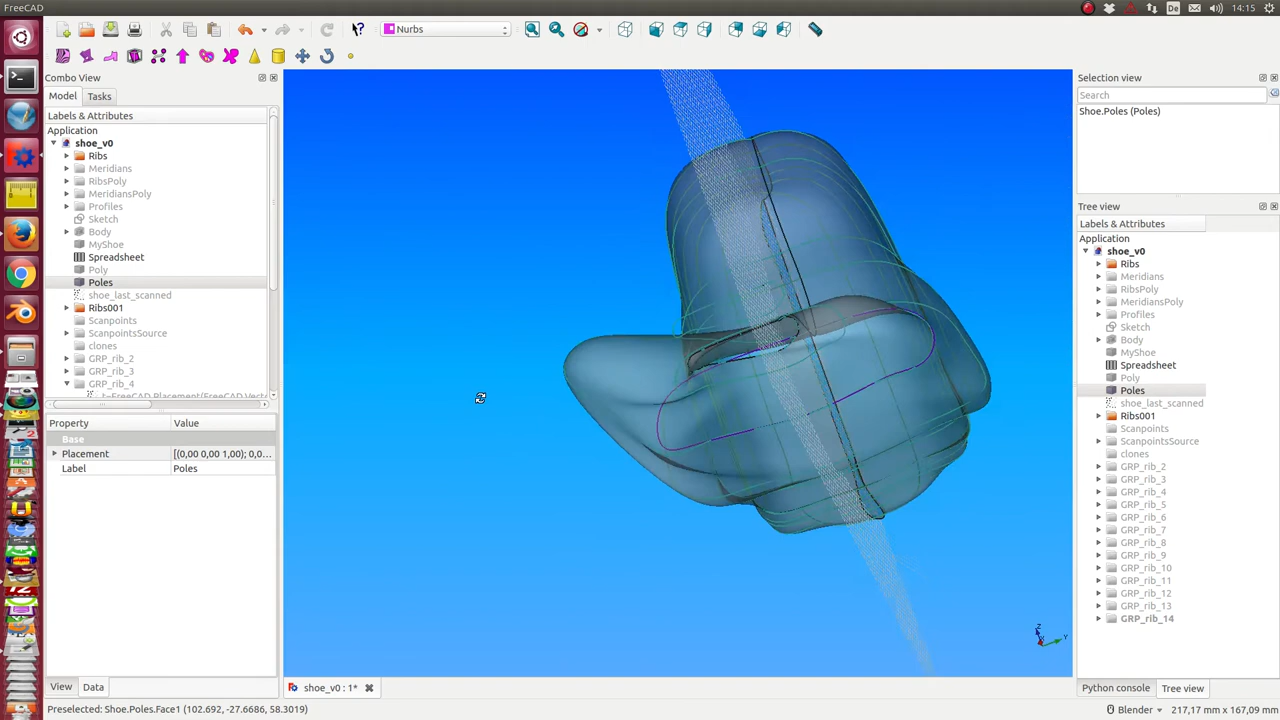 FreeCAD
De
14:15
Nurbs
Combo View
Selection view
Model
Tasks
Search
Labels & Attributes
Shoe.Poles (Poles)
Application
shoe_v0
Ribs
Meridians
RibsPoly
MeridiansPoly
Profiles
Sketch
Body
MyShoe
Spreadsheet
Poly
Poles
shoe_last_scanned
Ribs001
Scanpoints
ScanpointsSource
clones
GRP_rib_2
GRP_rib_3
GRP_rib_4
t=FreeCAD.Placement(FreeCAD.Vect
Tree view
Labels & Attributes
Application
shoe_v0
Ribs
Meridians
RibsPoly
MeridiansPoly
Profiles
Sketch
Body
MyShoe
Spreadsheet
Poly
Poles
shoe_last_scanned
Ribs001
Scanpoints
ScanpointsSource
clones
GRP_rib_2
GRP_rib_3
GRP_rib_4
GRP_rib_5
GRP_rib_6
GRP_rib_7
GRP_rib_8
GRP_rib_9
GRP_rib_10
GRP_rib_11
GRP_rib_12
GRP_rib_13
GRP_rib_14
Property Value
Base
Placement [(0,00 0,00 1,00); 0,0...
Label Poles
Z
Y
View
Data
shoe_v0 : 1*
Python console
Tree view
Preselected: Shoe.Poles.Face1 (102.692, -27.6686, 58.3019)
Blender
217,17 mm x 167,09 mm